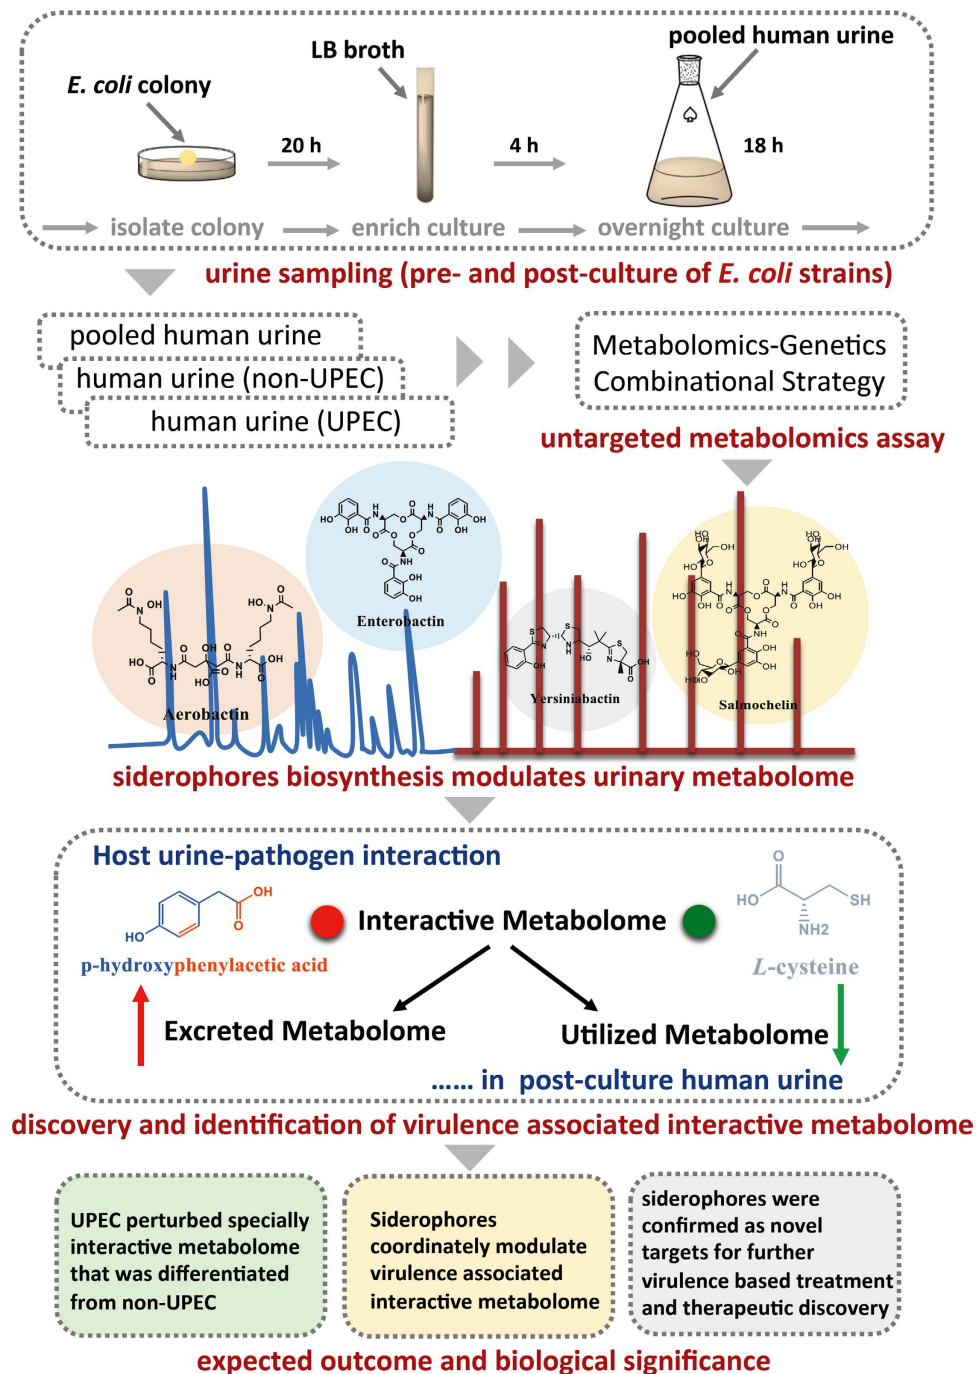 pooled human urine
LB broth
E. coli colony
20 h
4 h
18 h
isolate colony
enrich culture
overnight culture
urine sampling (pre- and post-culture of E. coli strains)
pooled human urine
human urine (non-UPEC)
human urine (UPEC)
Metabolomics-Genetics
Combinational Strategy
untargeted metabolomics assay
Aerobactin
Enterobactin
Yersiniabactin
Salmochelin
siderophores biosynthesis modulates urinary metabolome
Host urine-pathogen interaction
OH
O
HO
p-hydroxyphenylacetic acid
Interactive Metabolome
O
HO
SH
NH2
L-cysteine
Excreted Metabolome
Utilized Metabolome
...... in post-culture human urine
discovery and identification of virulence associated interactive metabolome
UPEC perturbed specially
interactive metabolome
that was differentiated
from non-UPEC
Siderophores
coordinately modulate
virulence associated
interactive metabolome
siderophores were
confirmed as novel
targets for further
virulence based treatment
and therapeutic discovery
expected outcome and biological significance